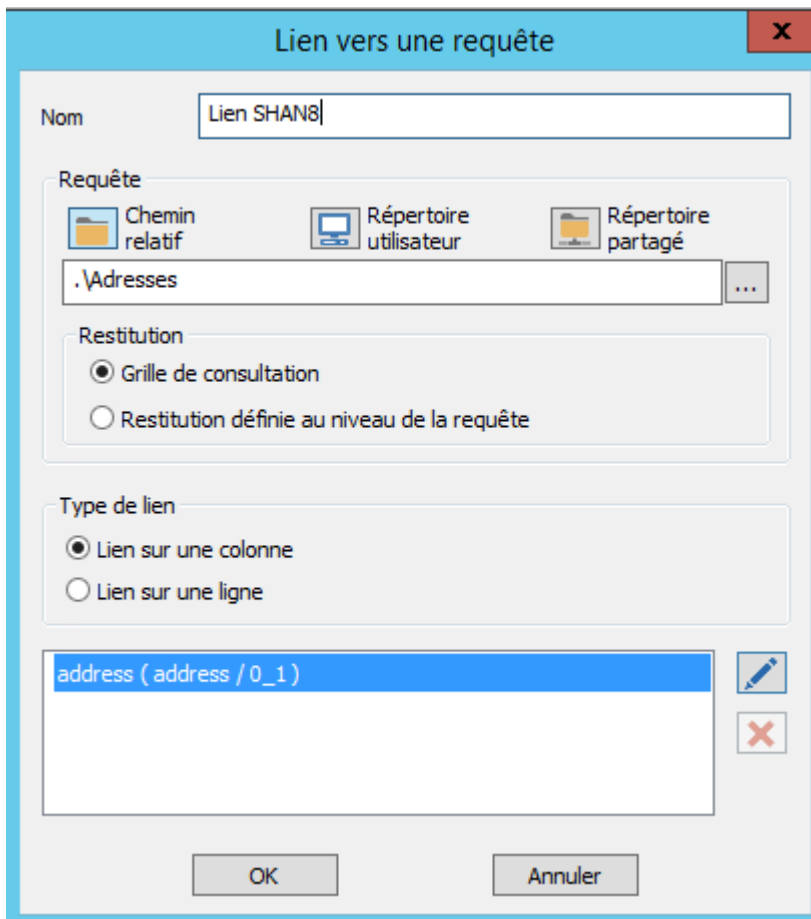 Lien vers une requête
x
Nom
Lien SHAN8
Requête
Chemin relatif
Répertoire utilisateur
Répertoire partagé
.\Adresses
...
Restitution
Grille de consultation
Restitution définie au niveau de la requête
Type de lien
Lien sur une colonne
Lien sur une ligne
address ( address / 0_1 )
OK
Annuler